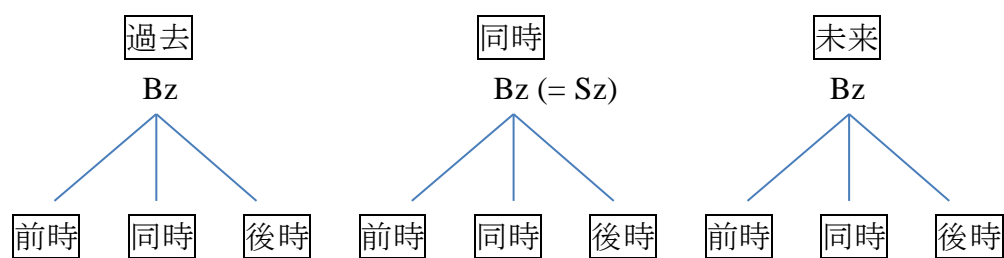 過去 同時 未来
Bz Bz (= Sz) Bz
前時 同時 後時 前時 同時 後時 前時 同時 後時